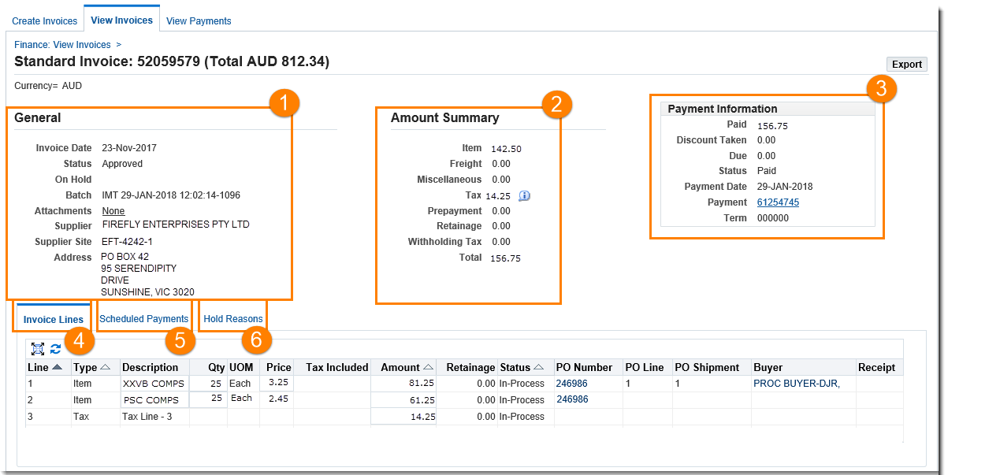 Create Invoices View Invoices View Payments
Finance: View Invoices >
Standard Invoice: 52059579 (Total AUD 812.34)
Export
Currency= AUD
1
General
Invoice Date 23-Nov-2017
Status Approved
On Hold
Batch IMT 29-JAN-2018 12:02:14-1096
Attachments None
Supplier FIREFLY ENTERPRISES PTY LTD
Supplier Site EFT-4242-1
Address PO BOX 42
95 SERENDIPITY
DRIVE
SUNSHINE, VIC 3020
2
Amount Summary
Item 142.50
Freight 0.00
Miscellaneous 0.00
Tax 14.25
Prepayment 0.00
Retainage 0.00
Withholding Tax 0.00
Total 156.75
3
Payment Information
Paid 156.75
Discount Taken 0.00
Due 0.00
Status Paid
Payment Date 29-JAN-2018
Payment 61254745
Term 000000
Invoice Lines Scheduled Payments Hold Reasons
4 5 6
Line Type Description Qty UOM Price Tax Included Amount Retainage Status PO Number PO Line PO Shipment Buyer Receipt
1 Item XXVB COMPS 25 Each 3.25 81.25 0.00 In-Process 246986 1 1 PROC BUYER-DJR,
2 Item PSC COMPS 25 Each 2.45 61.25 0.00 In-Process 246986
3 Tax Tax Line - 3 14.25 0.00 In-Process